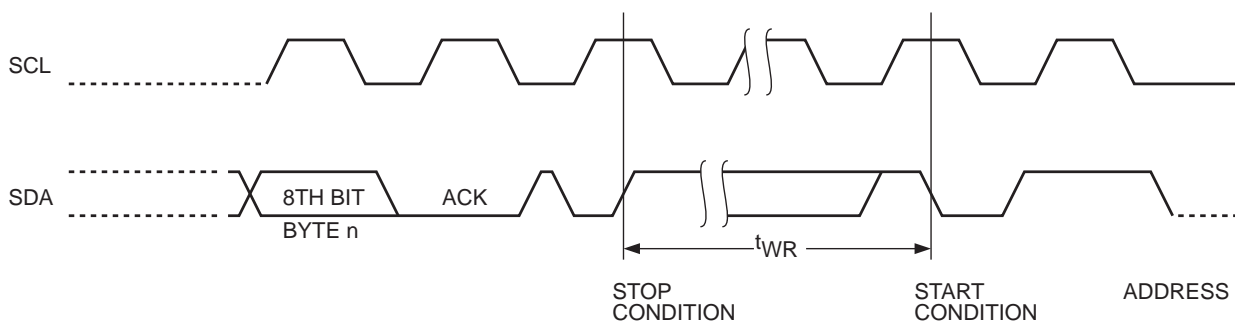 SCL
SDA
8TH BIT
ACK
BYTE n
tWR
STOP
CONDITION
START
CONDITION
ADDRESS